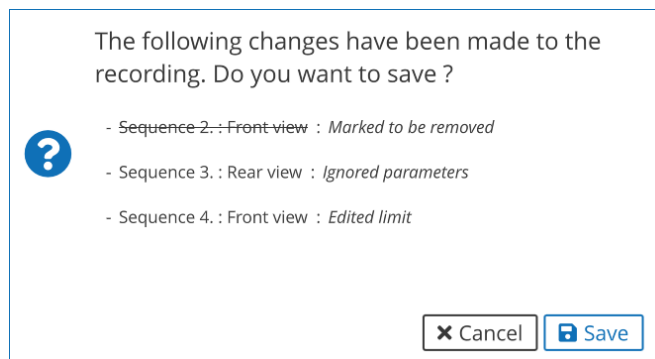 The following changes have been made to the
recording. Do you want to save ?
- Sequence 2. : Front view : Marked to be removed
- Sequence 3. : Rear view : Ignored parameters
- Sequence 4. : Front view : Edited limit
Cancel Save